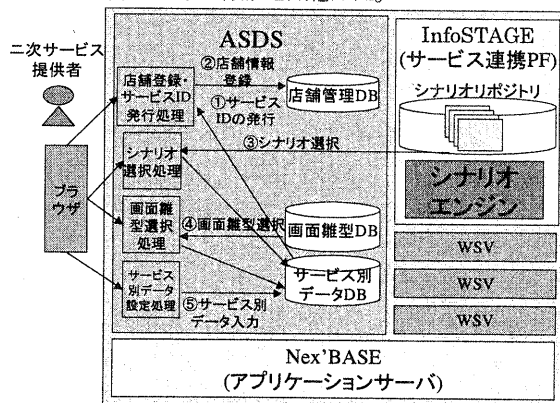 ASDS
InfoSTAGE
(サービス連携PF)
シナリオリポジトリ
シナリオ
エンジン
WSV
WSV
WSV
二次サービス
提供者
ブラ
ウザ
店舗登録・
サービスID
発行処理
②店舗情報
登録
①サービス
IDの発行
店舗管理DB
③シナリオ選択
シナリオ
選択処理
画面雛
型選択
処理
④画面雛型選択
画面雛型DB
サービス
別データ
設定処理
⑤サービス別
データ入力
サービス別
データDB
Nex'BASE
(アプリケーションサーバ)